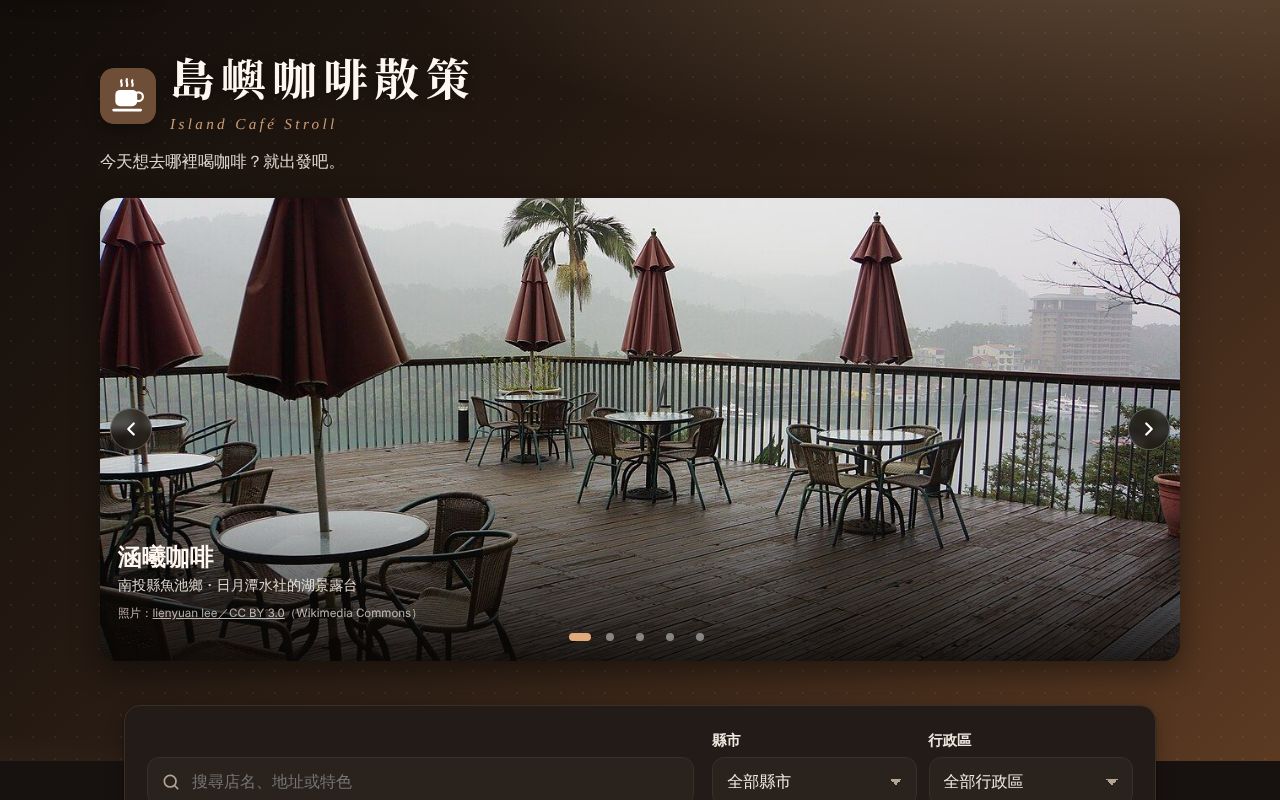 島嶼咖啡散策
Island Café Stroll
今天想去哪裡喝咖啡？就出發吧。
涵曦咖啡
南投縣魚池鄉・日月潭水社的湖景露台
照片：lienyuan lee／CC BY 3.0（Wikimedia Commons）
縣市
行政區
搜尋店名、地址或特色
全部縣市
全部行政區